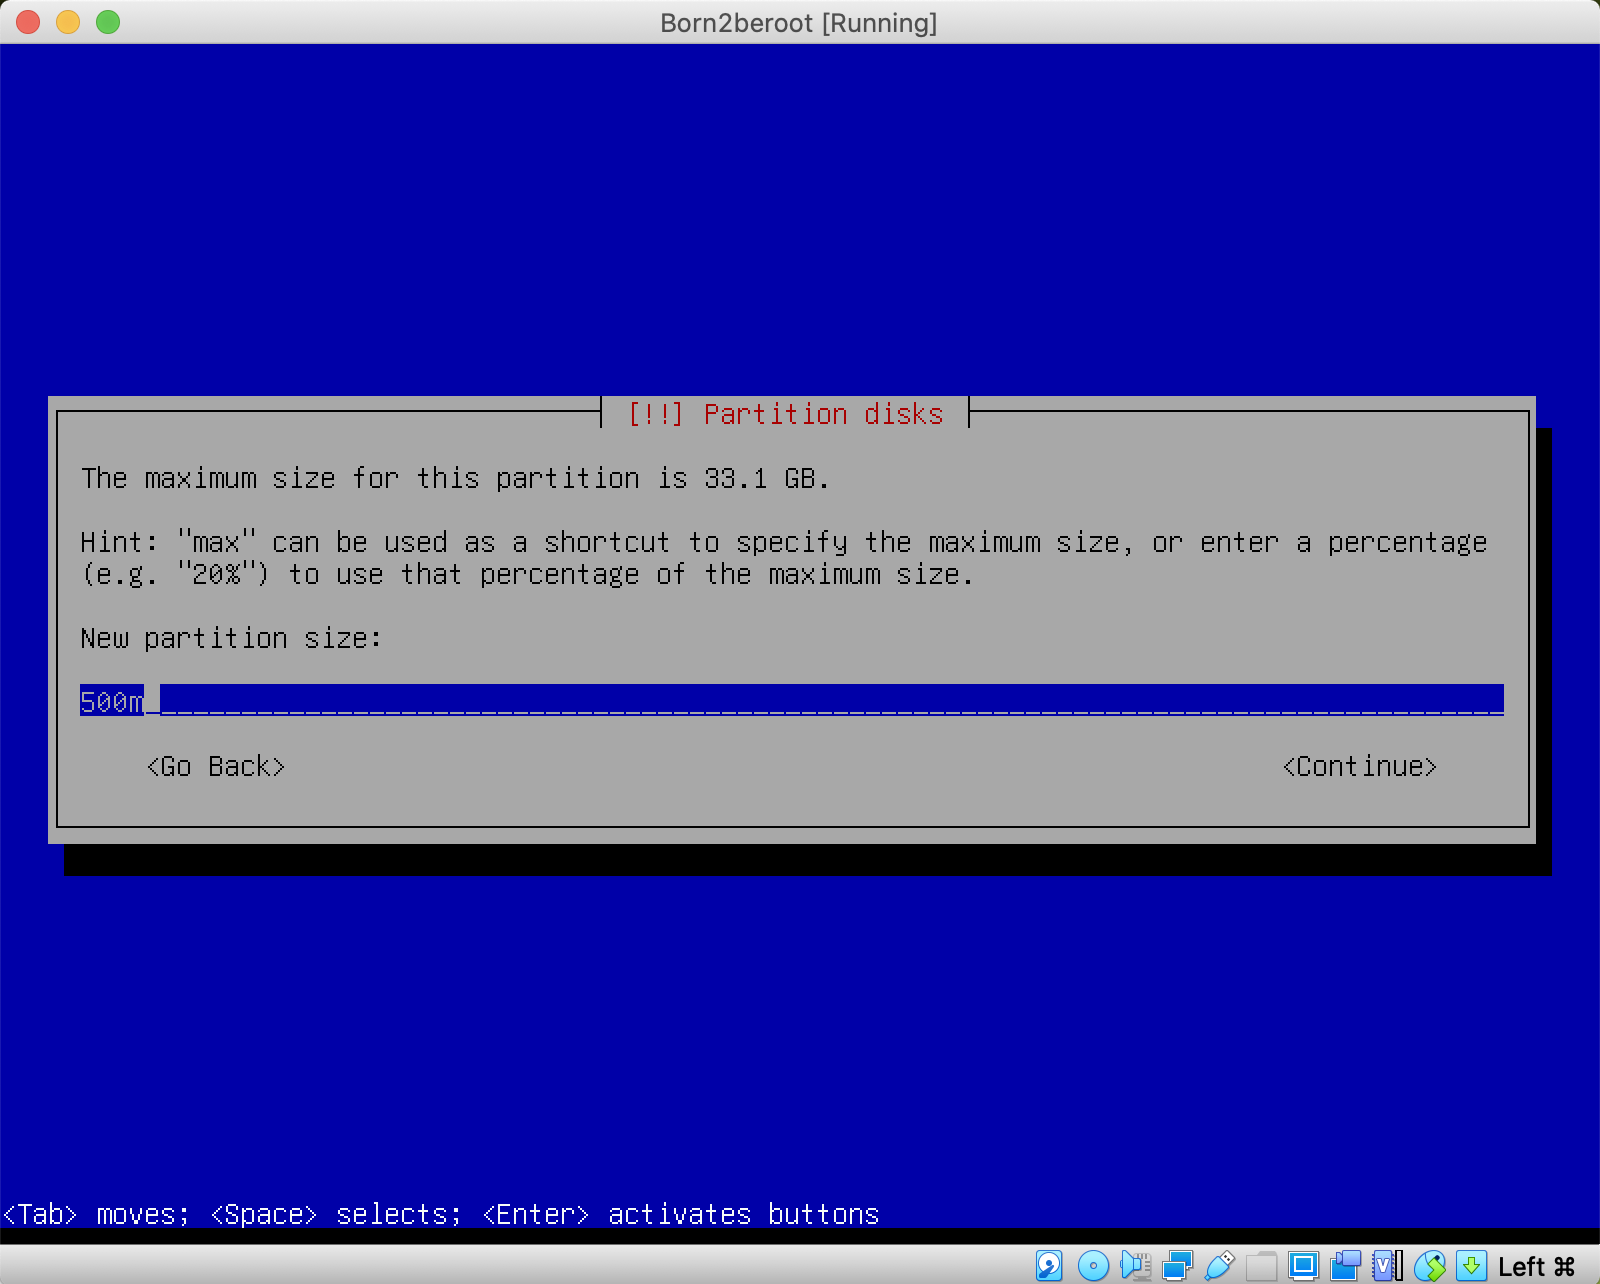 Born2beroot [Running]
[!!] Partition disks
The maximum size for this partition is 33.1 GB.
Hint: "max" can be used as a shortcut to specify the maximum size, or enter a percentage
(e.g. "20%") to use that percentage of the maximum size.
New partition size:
500m
<Go Back> <Continue>
<Tab> moves; <Space> selects; <Enter> activates buttons
Left ⌘